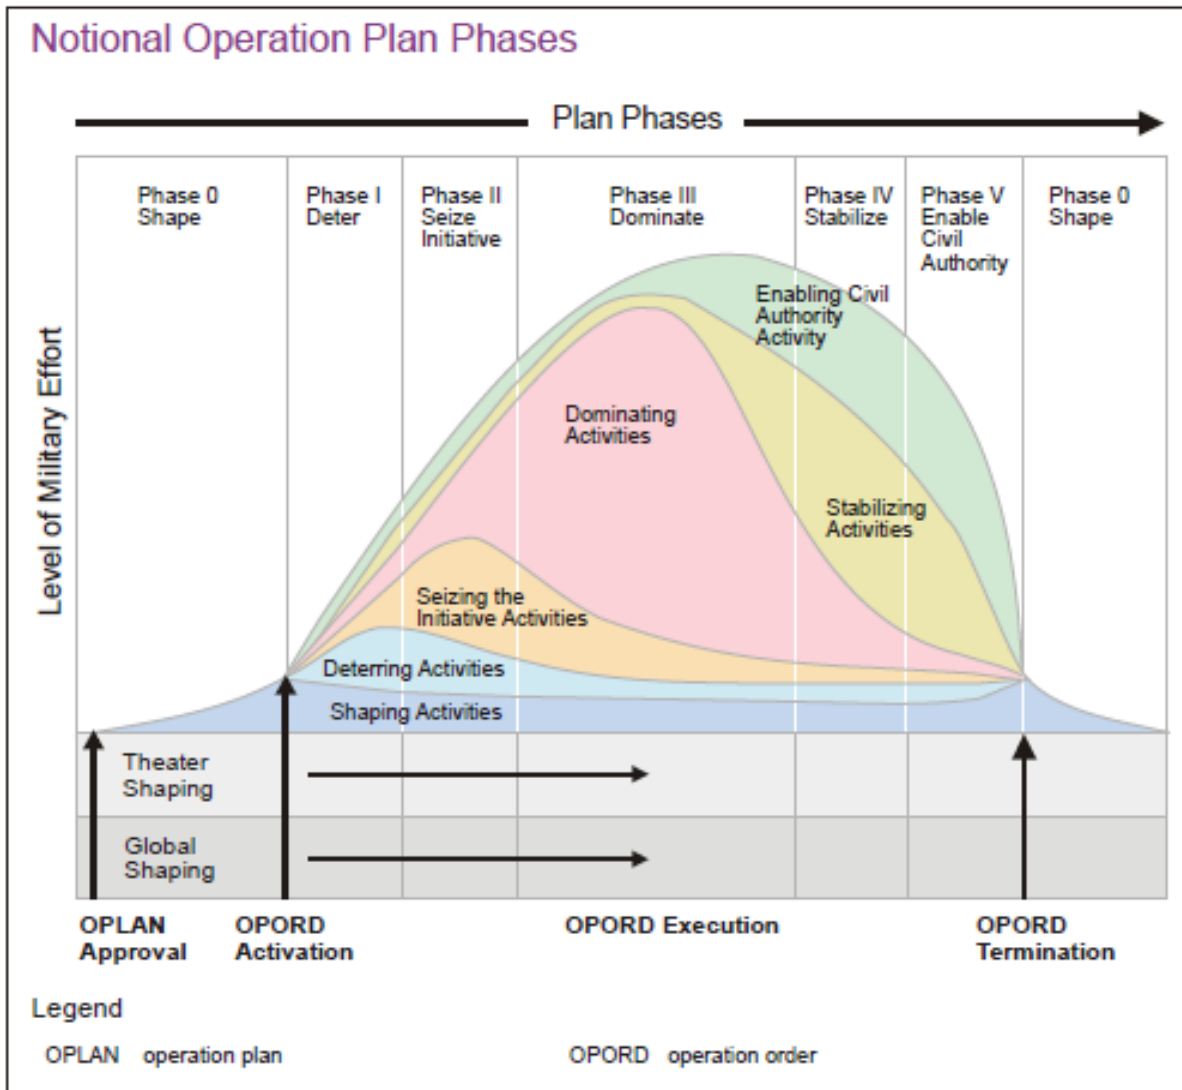 Notional Operation Plan Phases
Plan Phases
Phase 0
Shape
Phase I
Deter
Phase II
Seize
Initiative
Phase III
Dominate
Phase IV
Stabilize
Phase V
Enable
Civil
Authority
Phase 0
Shape
Level of Military Effort
Enabling Civil
Authority
Activity
Dominating
Activities
Stabilizing
Activities
Seizing the
Initiative Activities
Deterring Activities
Shaping Activities
Theater
Shaping
Global
Shaping
OPLAN
Approval
OPORD
Activation
OPORD Execution
OPORD
Termination
Legend
OPLAN operation plan
OPORD operation order